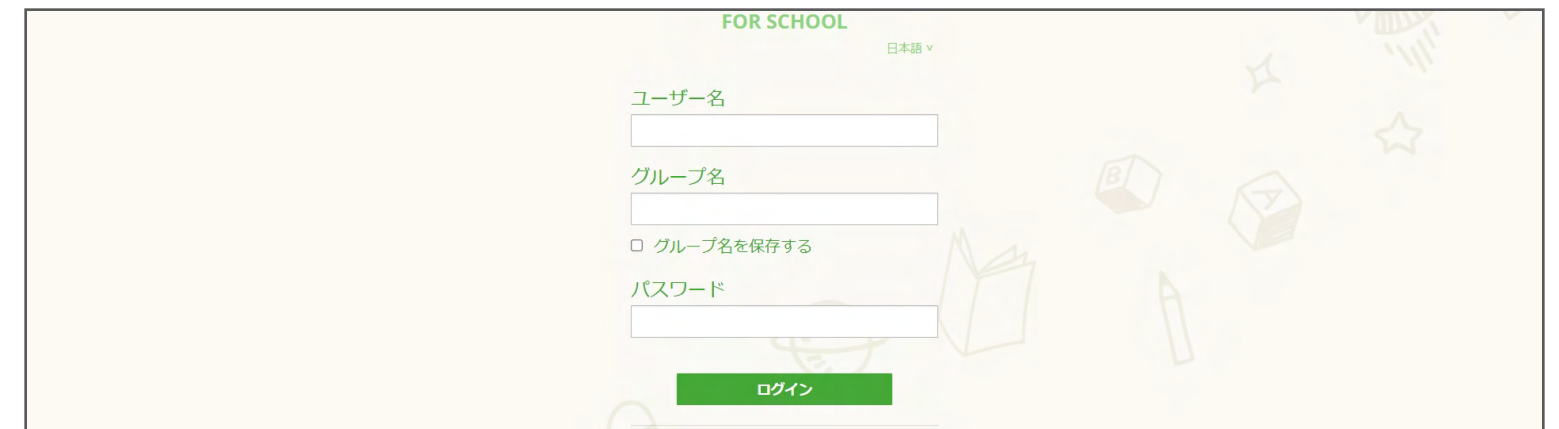 FOR SCHOOL
日本語 ˅
ユーザー名
グループ名
グループ名を保存する
パスワード
ログイン
B
A